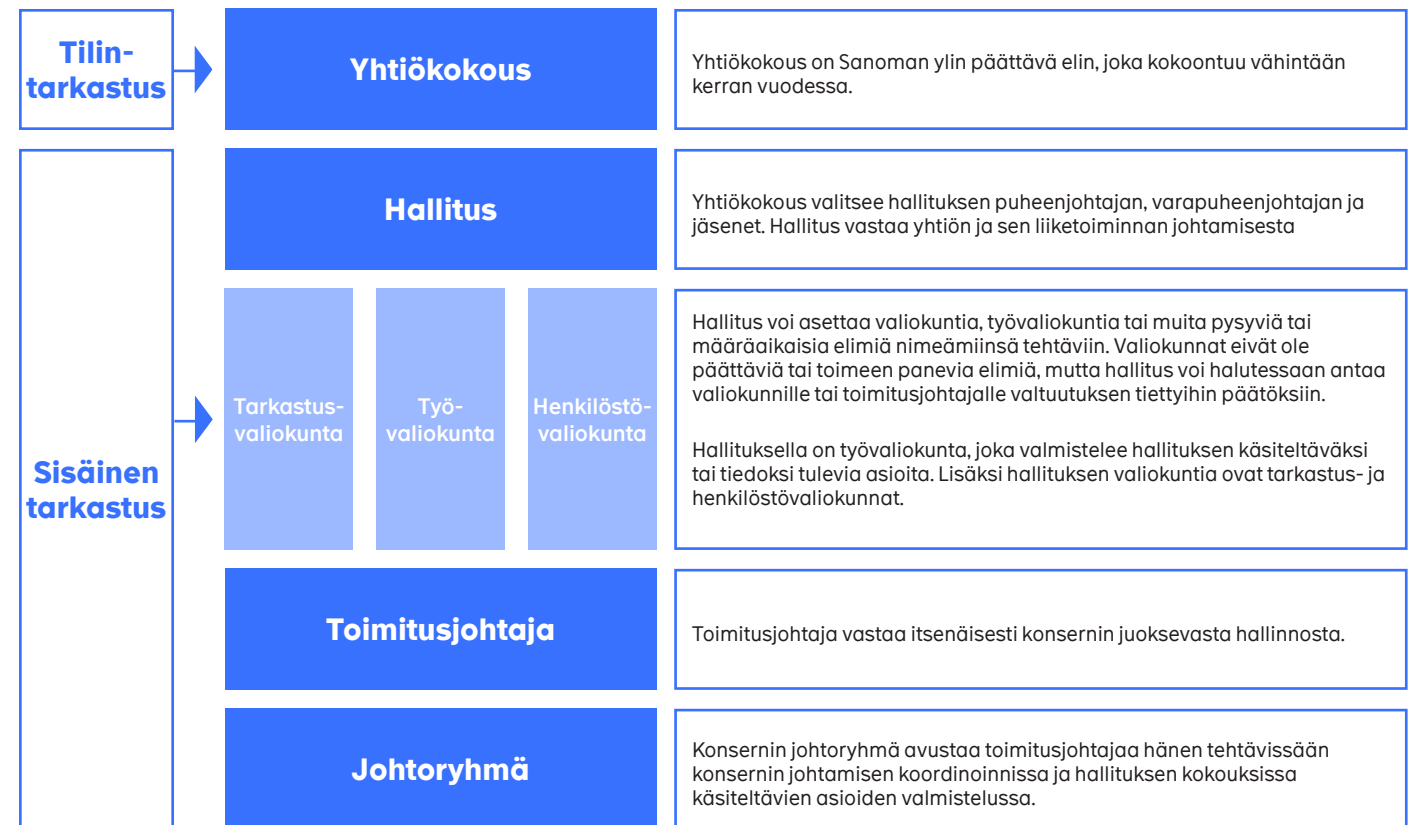 Tilin-
tarkastus
Yhtiökokous
Yhtiökokous on Sanoman ylin päättävä elin, joka kokoontuu vähintään
kerran vuodessa.
Hallitus
Yhtiökokous valitsee hallituksen puheenjohtajan, varapuheenjohtajan ja
jäsenet. Hallitus vastaa yhtiön ja sen liiketoiminnan johtamisesta
Sisäinen
tarkastus
Tarkastus-
valiokunta
Työ-
valiokunta
Henkilöstö-
valiokunta
Hallitus voi asettaa valiokuntia, työvaliokuntia tai muita pysyviä tai
määräaikaisia elimiä nimeämiinsä tehtäviin. Valiokunnat eivät ole
päättäviä tai toimeen panevia elimiä, mutta hallitus voi halutessaan antaa
valiokunnille tai toimitusjohtajalle valtuutuksen tiettyihin päätöksiin.
Hallituksella on työvaliokunta, joka valmistelee hallituksen käsiteltäväksi
tai tiedoksi tulevia asioita. Lisäksi hallituksen valiokuntia ovat tarkastus- ja
henkilöstövaliokunnat.
Toimitusjohtaja
Toimitusjohtaja vastaa itsenäisesti konsernin juoksevasta hallinnosta.
Johtoryhmä
Konsernin johtoryhmä avustaa toimitusjohtajaa hänen tehtävissään
konsernin johtamisen koordinoinnissa ja hallituksen kokouksissa
käsiteltävien asioiden valmistelussa.